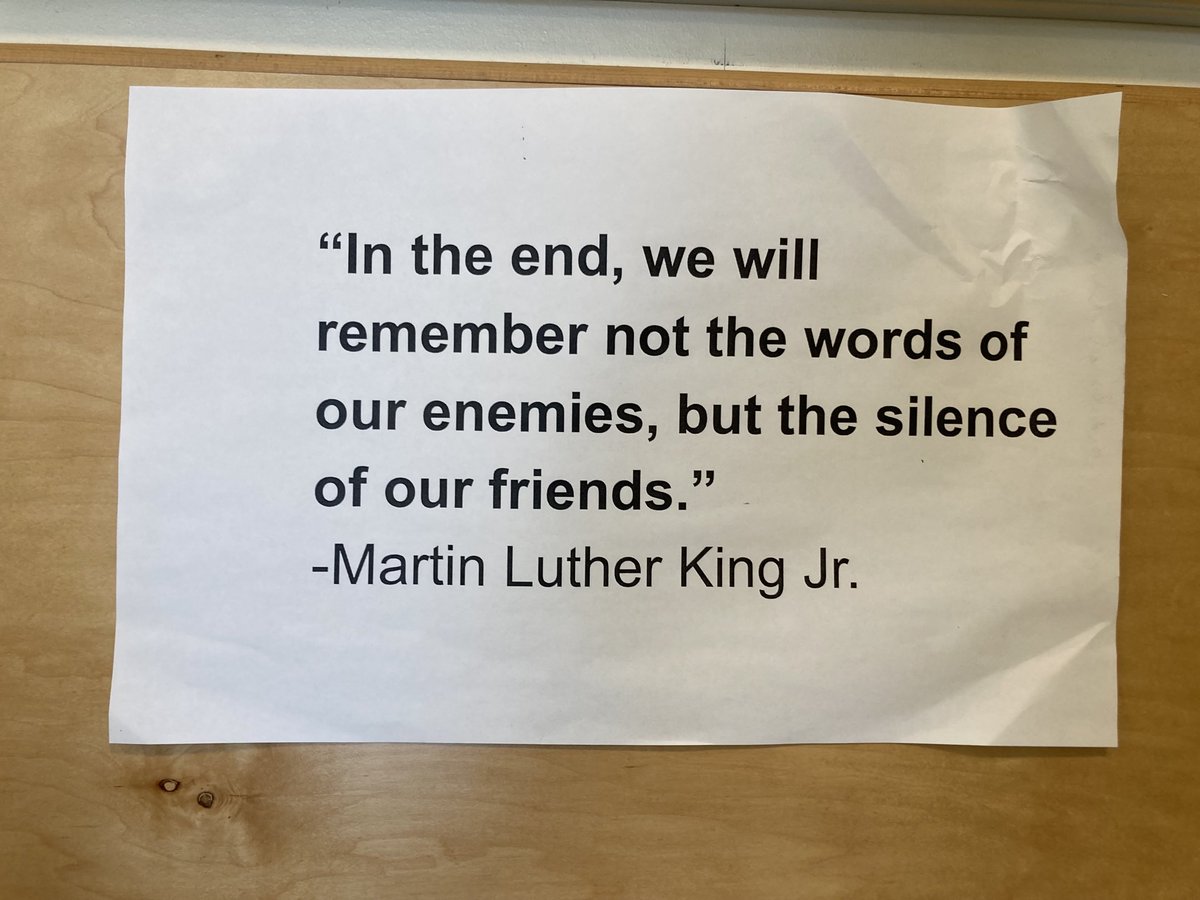 “In the end, we will
remember not the words of
our enemies, but the silence
of our friends.”
-Martin Luther King Jr.